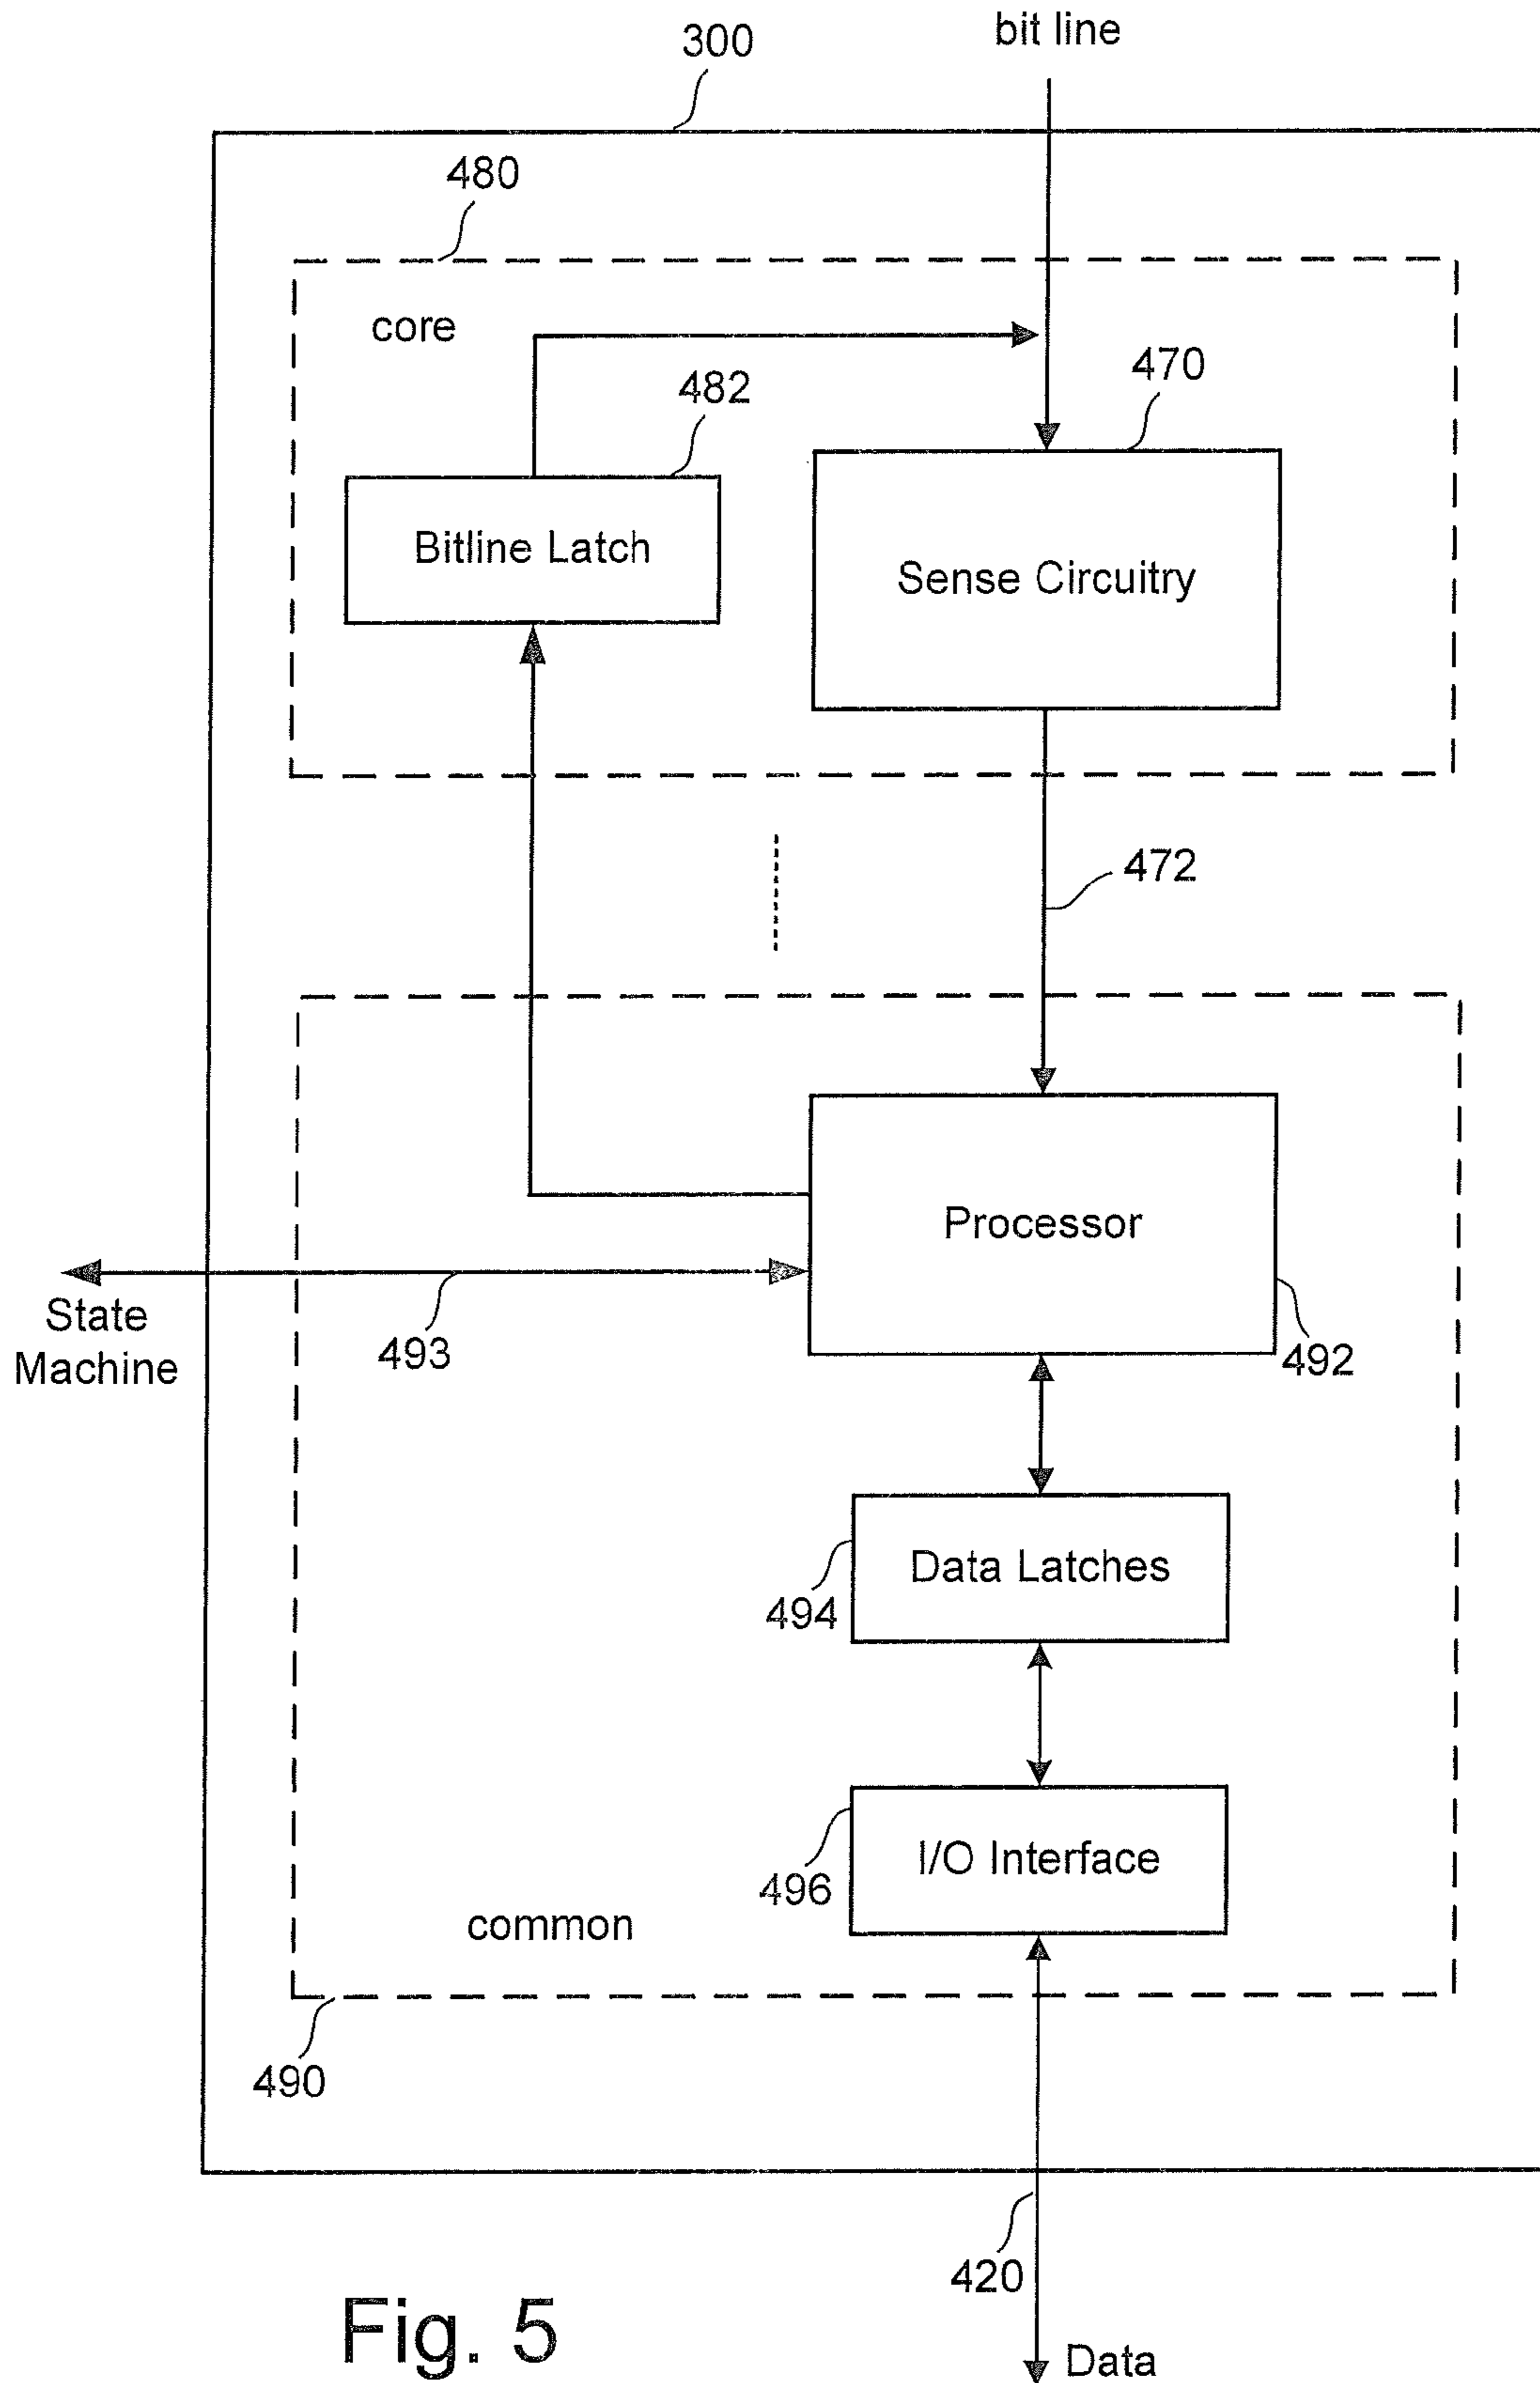 bit line
300
480
core
470
482
Bitline Latch
Sense Circuitry
472
Processor
State
Machine
493
492
Data Latches
494
I/O Interface
496
common
490
420
Data
Fig. 5